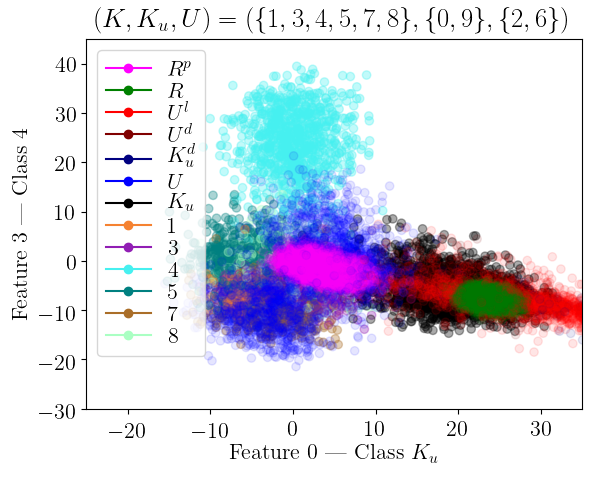 (K, K_u, U) = ({1, 3, 4, 5, 7, 8}, {0, 9}, {2, 6})
Feature 3 — Class 4
40
30
20
10
0
−10
−20
−30
R^p
R
U^l
U^d
K_u^d
U
K_u
1
3
4
5
7
8
−20 −10 0 10 20 30
Feature 0 — Class K_u